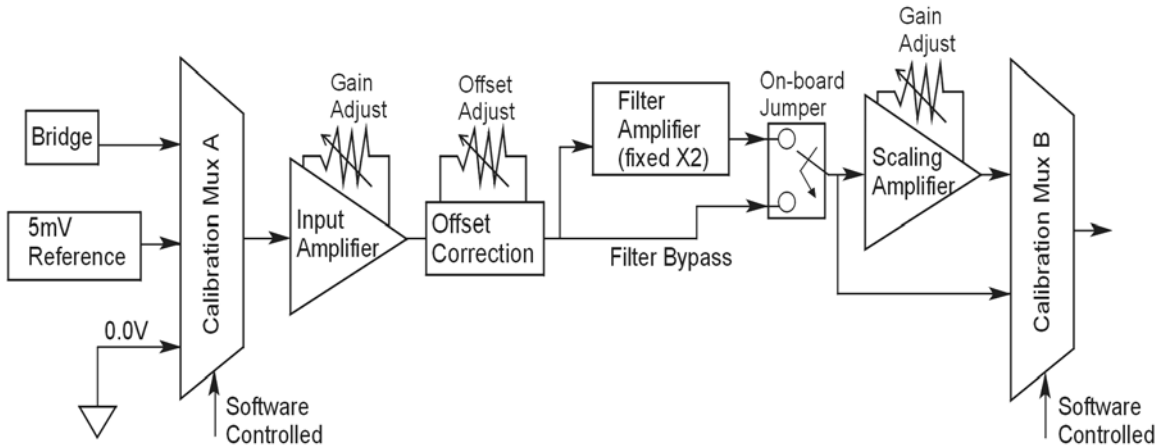 Bridge
5mV
Reference
0.0V
Calibration Mux A
Software
Controlled
Gain
Adjust
Input
Amplifier
Offset
Adjust
Offset
Correction
Filter
Amplifier
(fixed X2)
Filter Bypass
On-board
Jumper
Gain
Adjust
Scaling
Amplifier
Calibration Mux B
Software
Controlled